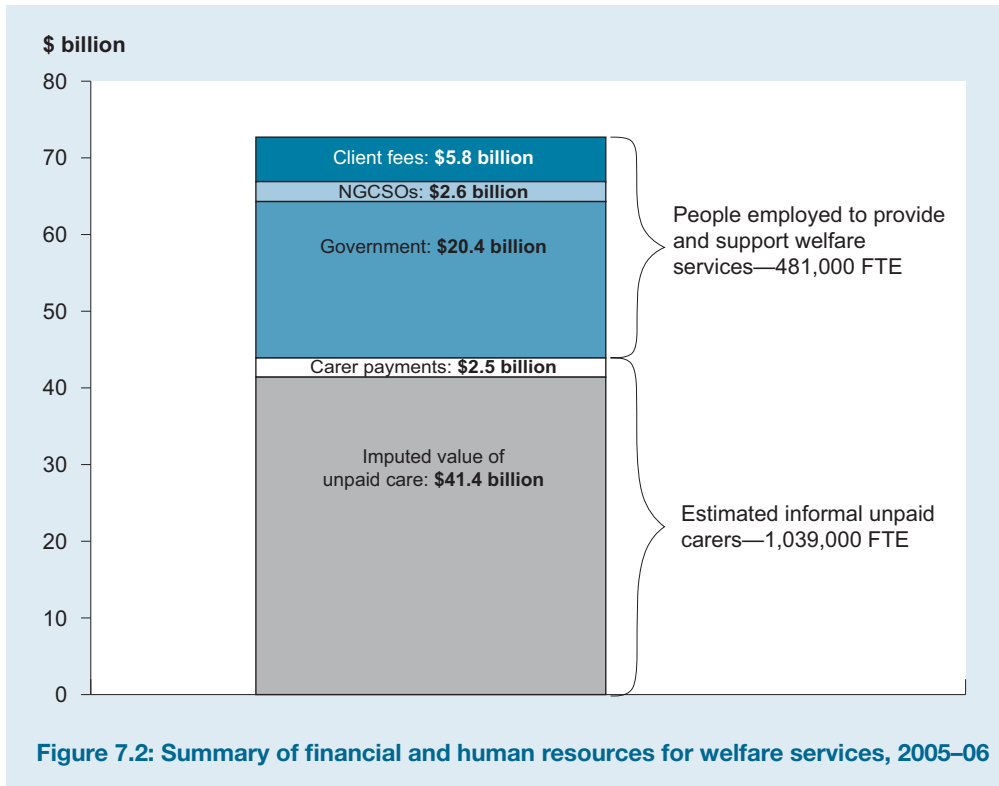 $ billion
80
70
60
50
40
30
20
10
0
Client fees: $5.8 billion
NGCSOs: $2.6 billion
Government: $20.4 billion
Carer payments: $2.5 billion
Imputed value of
unpaid care: $41.4 billion
People employed to provide
and support welfare
services—481,000 FTE
Estimated informal unpaid
carers—1,039,000 FTE
Figure 7.2: Summary of financial and human resources for welfare services, 2005–06